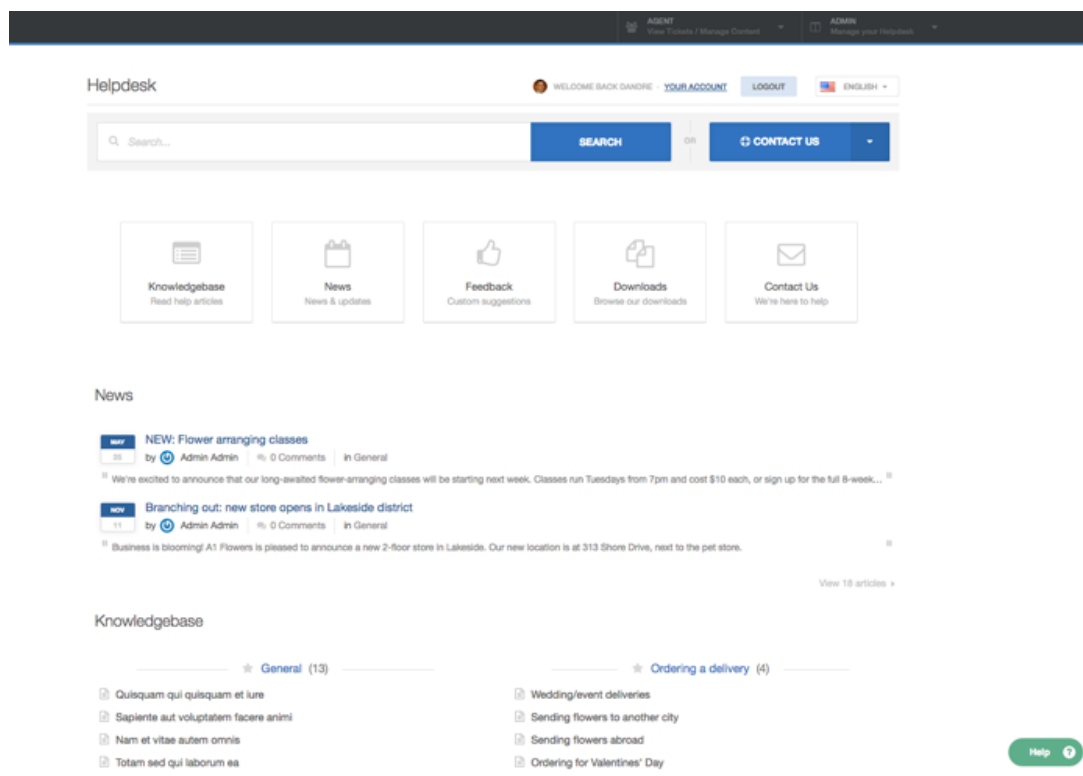 AGENT
View Tickets / Manage Content
ADMIN
Manage your Helpdesk
Helpdesk
WELCOME BACK DANDRE - YOUR ACCOUNT
LOGOUT
ENGLISH
Search...
SEARCH
OR
CONTACT US
Knowledgebase
Read help articles
News
News & updates
Feedback
Custom suggestions
Downloads
Browse our downloads
Contact Us
We're here to help
News
MAY
NEW: Flower arranging classes
by Admin Admin 0 Comments in General
" We're excited to announce that our long-awaited flower-arranging classes will be starting next week. Classes run Tuesdays from 7pm and cost $10 each, or sign up for the full 8-week... "
NOV
11
Branching out: new store opens in Lakeside district
by Admin Admin 0 Comments in General
" Business is blooming! A1 Flowers is pleased to announce a new 2-floor store in Lakeside. Our new location is at 313 Shore Drive, next to the pet store. "
View 18 articles
Knowledgebase
General (13)
Quisquam qui quisquam et iure
Sapiente aut voluptatem facere animi
Nam et vitae autem omnis
Totam sed qui laborum ea
Ordering a delivery (4)
Wedding/event deliveries
Sending flowers to another city
Sending flowers abroad
Ordering for Valentines' Day
Help ?